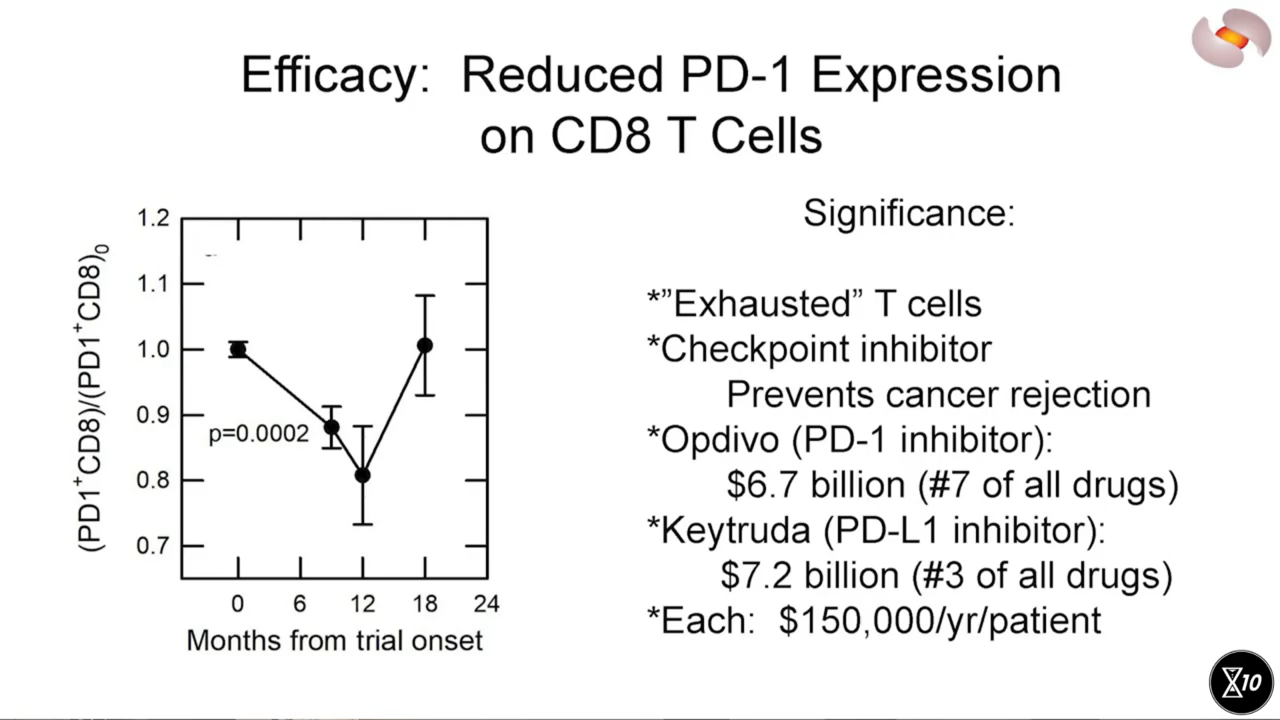 Efficacy:  Reduced PD-1 Expression
on CD8 T Cells
(PD1⁺CD8)/(PD1⁺CD8)₀
1.2
1.1
1.0
0.9
0.8
0.7
p=0.0002
0 6 12 18 24
Months from trial onset
Significance:
*”Exhausted” T cells
*Checkpoint inhibitor
Prevents cancer rejection
*Opdivo (PD-1 inhibitor):
$6.7 billion (#7 of all drugs)
*Keytruda (PD-L1 inhibitor):
$7.2 billion (#3 of all drugs)
*Each:  $150,000/yr/patient
10